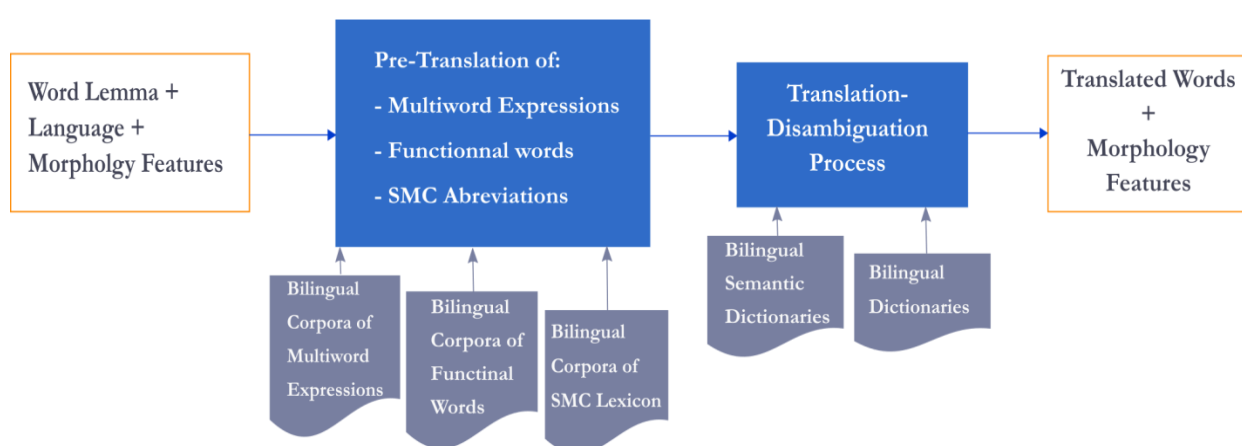 Word Lemma +
Language +
Morpholgy Features
Pre-Translation of:
- Multiword Expressions
- Functionnal words
- SMC Abreviations
Translation-
Disambiguation
Process
Translated Words
+
Morphology
Features
Bilingual
Corpora of
Multiword
Expressions
Bilingual
Corpora of
Functinal
Words
Bilingual
Corpora of
SMC Lexicon
Bilingual
Semantic
Dictionaries
Bilingual
Dictionaries